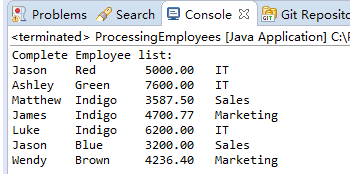 Problems Search Console Git Reposito
<terminated> ProcessingEmployees [Java Application] C:\P
Complete Employee list:
Jason Red 5000.00 IT
Ashley Green 7600.00 IT
Matthew Indigo 3587.50 Sales
James Indigo 4700.77 Marketing
Luke Indigo 6200.00 IT
Jason Blue 3200.00 Sales
Wendy Brown 4236.40 Marketing